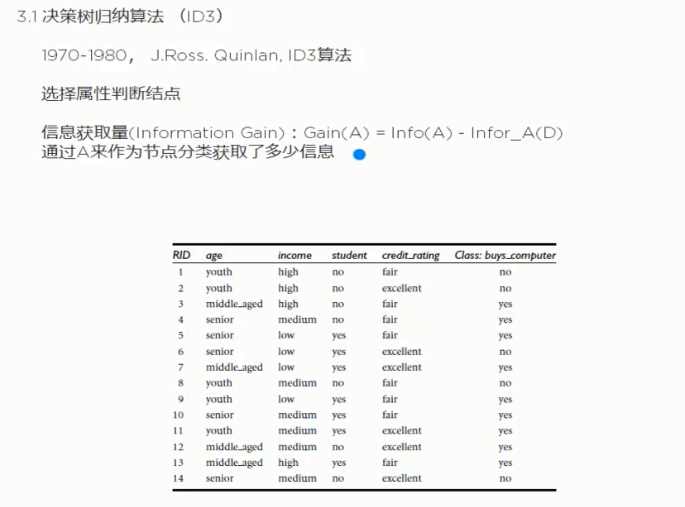 3.1 决策树归纳算法 （ID3）
1970-1980， J.Ross. Quinlan, ID3算法
选择属性判断结点
信息获取量(Information Gain)：Gain(A) = Info(A) - Infor_A(D)
通过A来作为节点分类获取了多少信息
RID age income student credit_rating Class: buys_computer
1 youth high no fair no
2 youth high no excellent no
3 middle_aged high no fair yes
4 senior medium no fair yes
5 senior low yes fair yes
6 senior low yes excellent no
7 middle_aged low yes excellent yes
8 youth medium no fair no
9 youth low yes fair yes
10 senior medium yes fair yes
11 youth medium yes excellent yes
12 middle_aged medium no excellent yes
13 middle_aged high yes fair yes
14 senior medium no excellent no